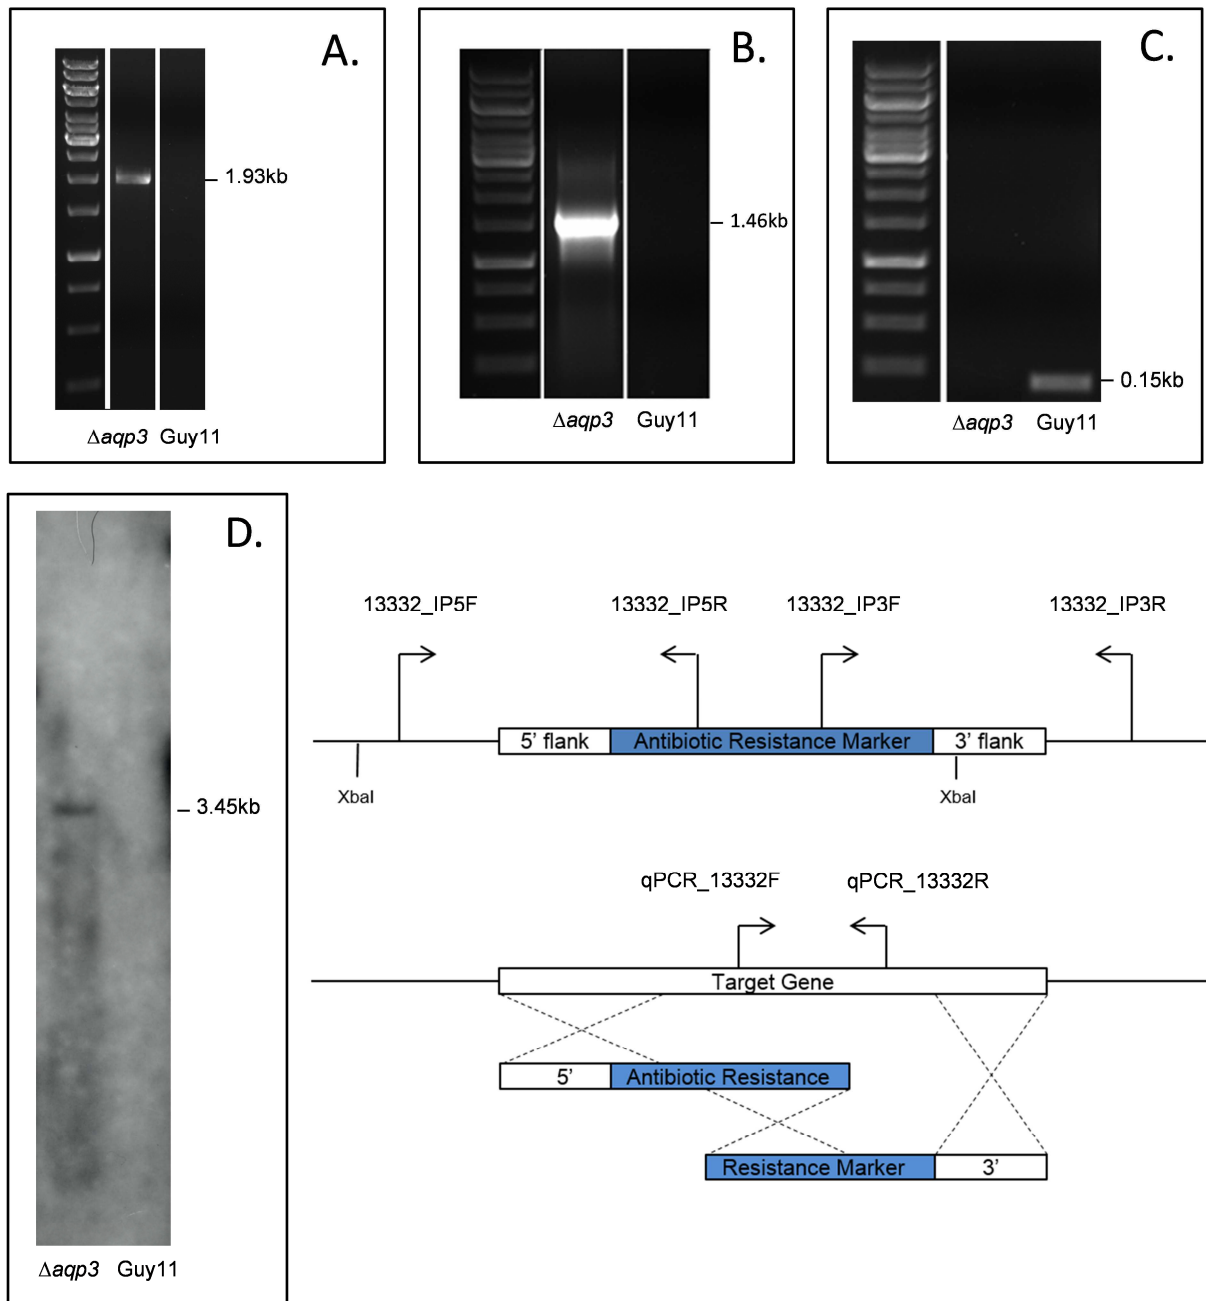 A.
1.93kb
Δaqp3 Guy11
B.
1.46kb
Δaqp3 Guy11
C.
0.15kb
Δaqp3 Guy11
D.
3.45kb
Δaqp3 Guy11
13332_IP5F 13332_IP5R 13332_IP3F 13332_IP3R
5' flank Antibiotic Resistance Marker 3' flank
XbaI XbaI
qPCR_13332F qPCR_13332R
Target Gene
5' Antibiotic Resistance
Resistance Marker 3'